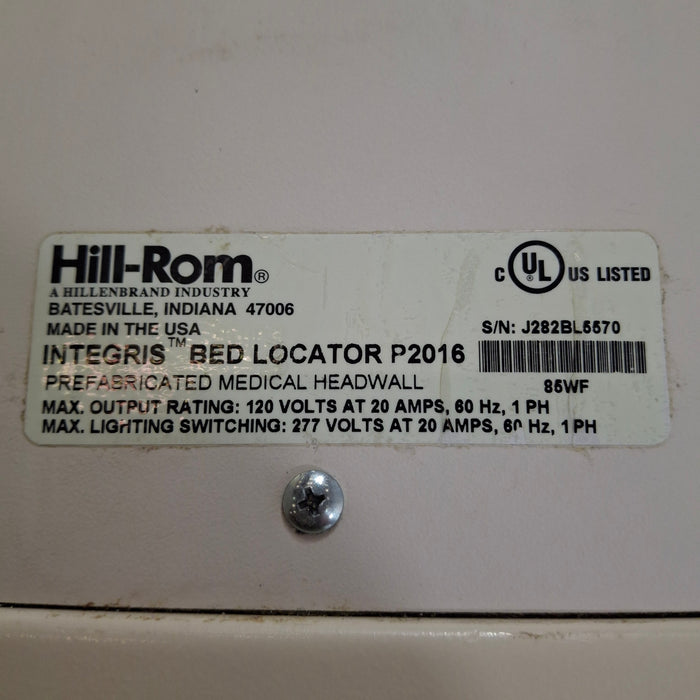 Hill-Rom®
A HILLENBRAND INDUSTRY
BATESVILLE, INDIANA 47006
MADE IN THE USA
INTEGRIS™ BED LOCATOR P2016
PREFABRICATED MEDICAL HEADWALL
MAX. OUTPUT RATING: 120 VOLTS AT 20 AMPS, 60 Hz, 1 PH
MAX. LIGHTING SWITCHING: 277 VOLTS AT 20 AMPS, 60 Hz, 1 PH
C UL US LISTED
S/N: J282BL5570
85WF